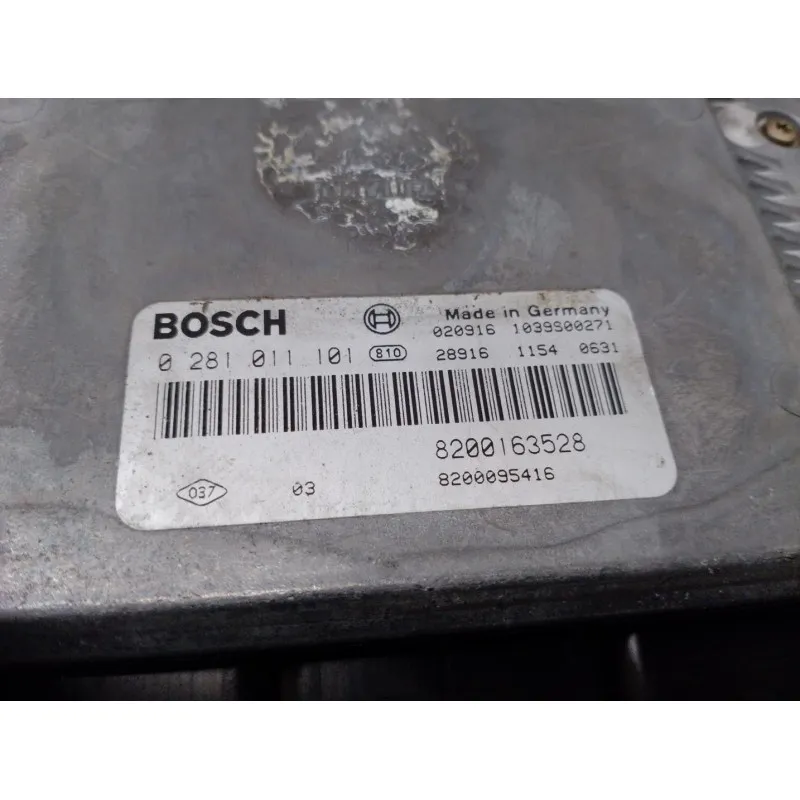 BOSCH Made in Germany
020916 1039S00271
0 281 011 101 810 28916 1154 0631
8200163528
037 03 8200095416